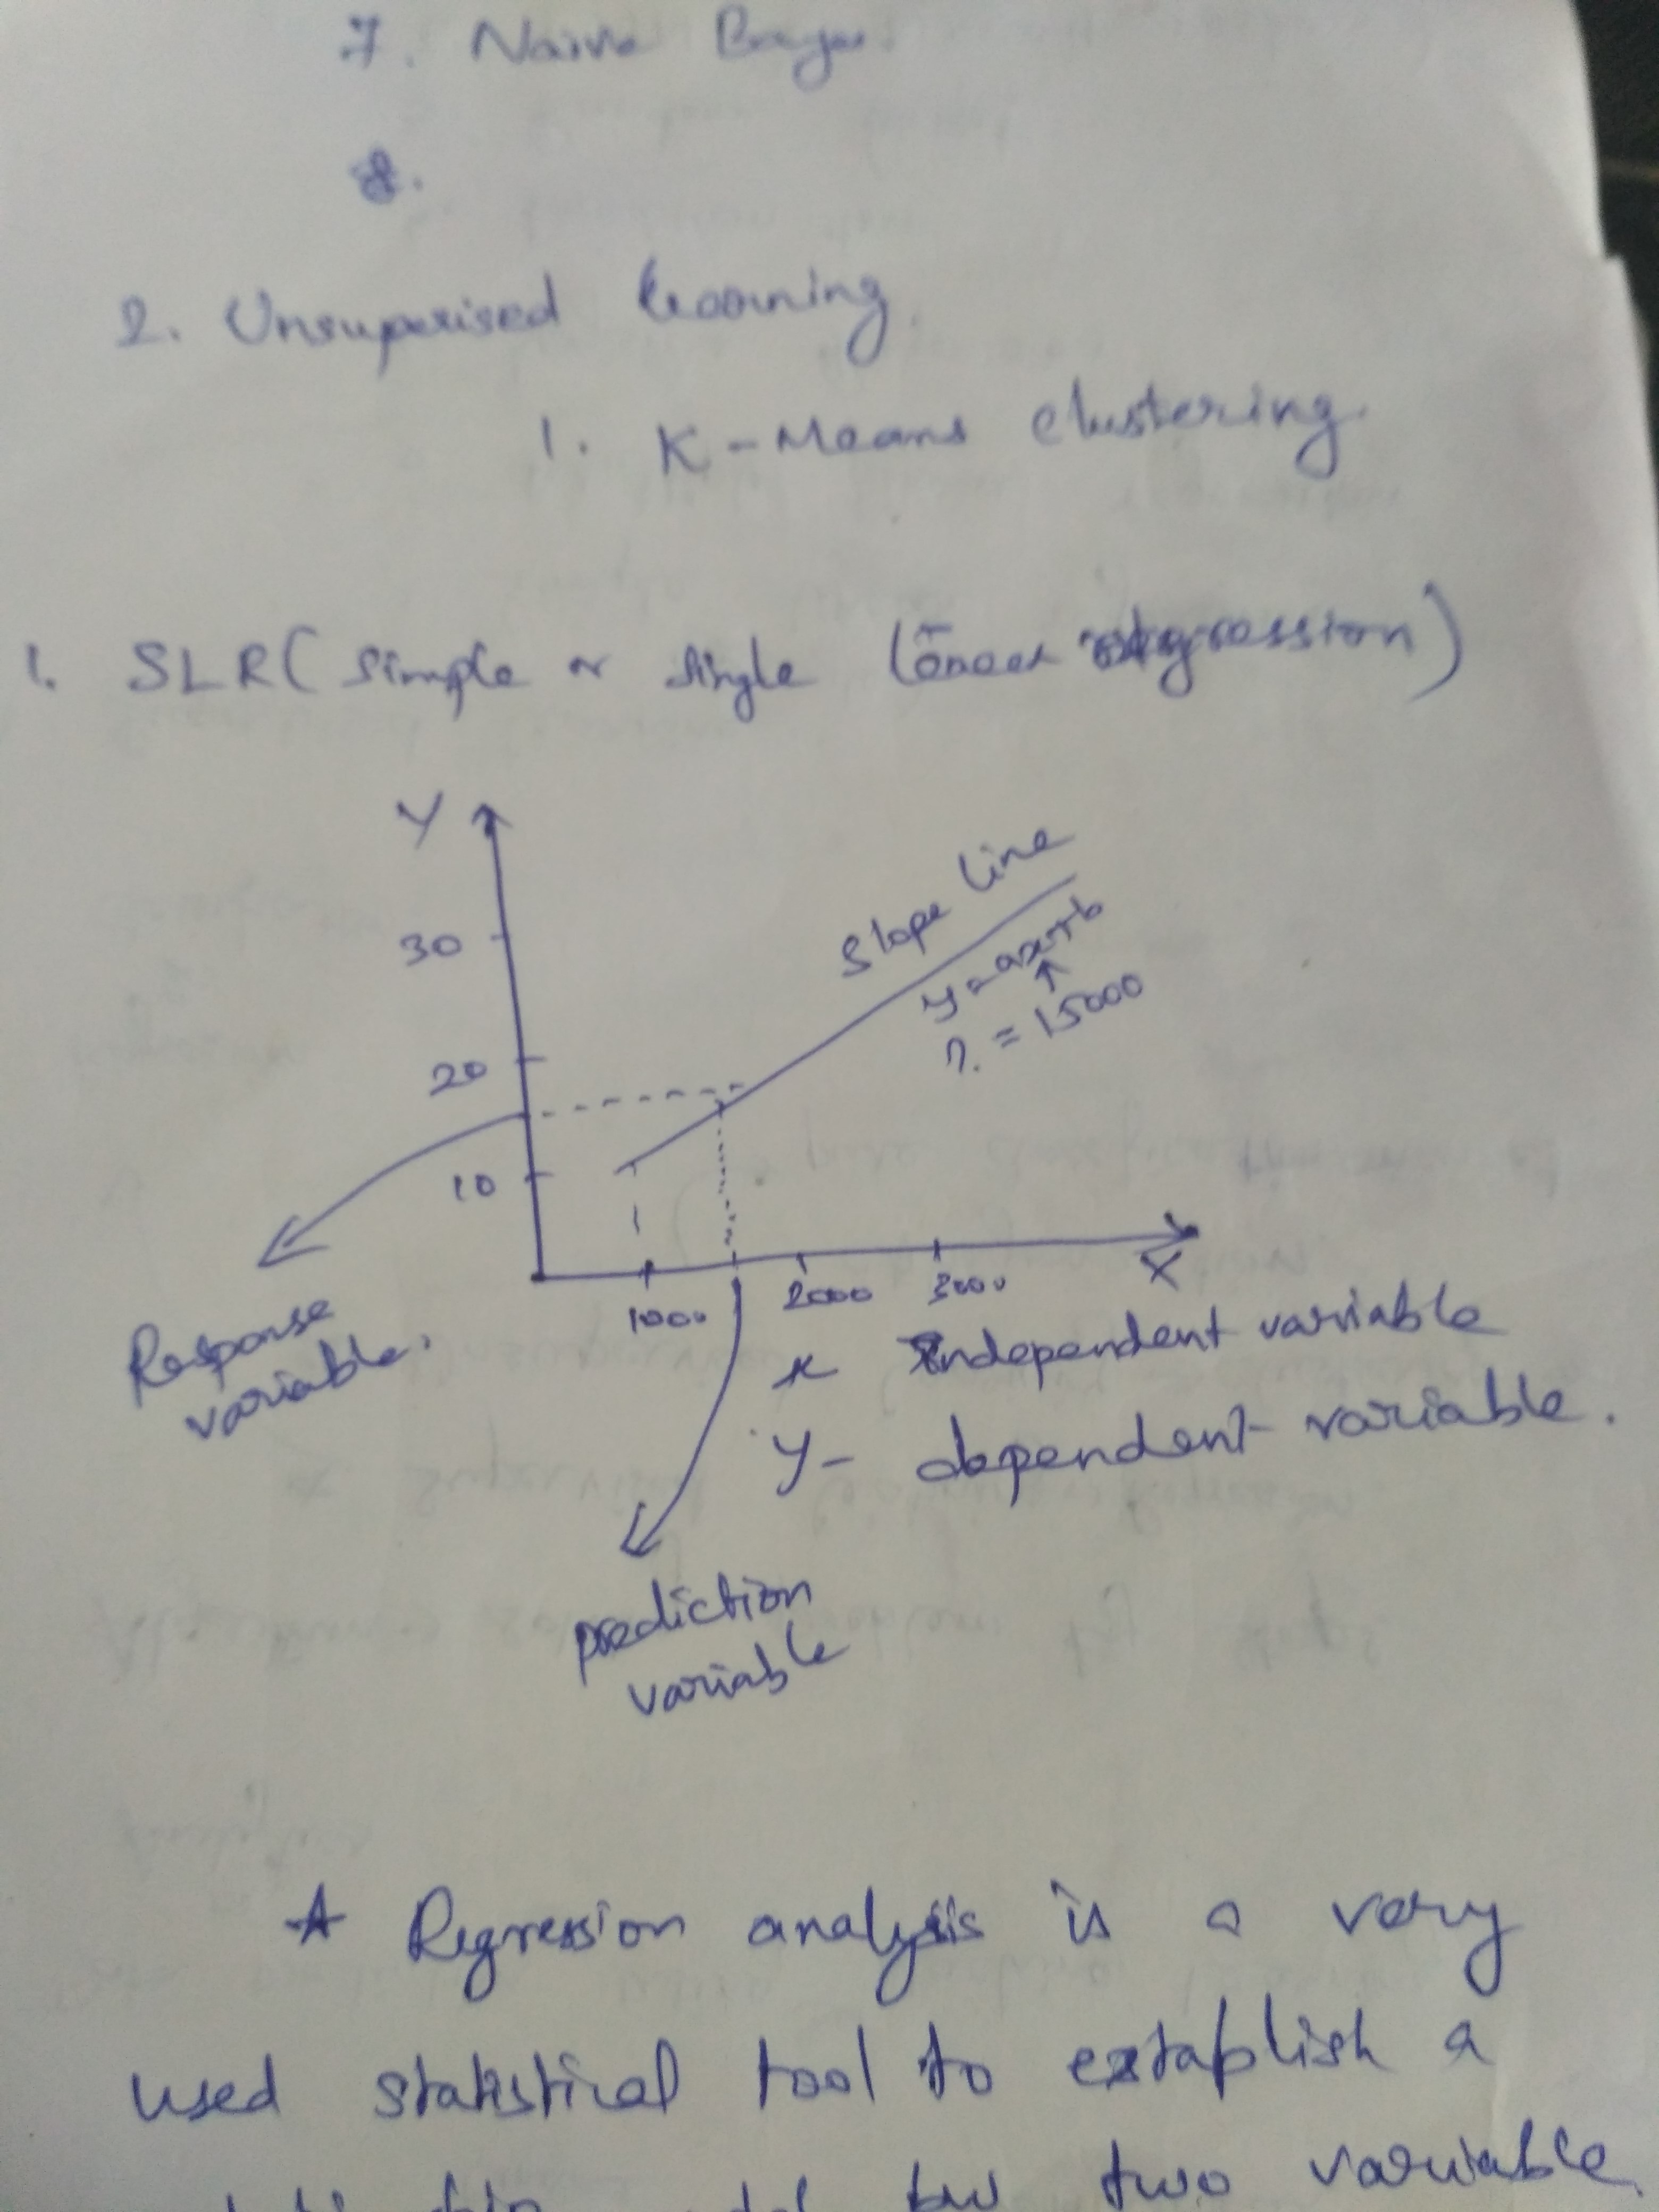 7. Naive Bayes
8.
2. Unsuperised learning
1. K-Means clustering
1. SLR ( Simple or Single linear regression )
Y
30
20
10
Slope line
y=ax+b
?. = 15000
1000
2000
3000
X
Response
variable.
x Independent variable
y- dependent variable.
prediction
variable
* Regression analysis is a very
used statistical tool to establish a
two variable